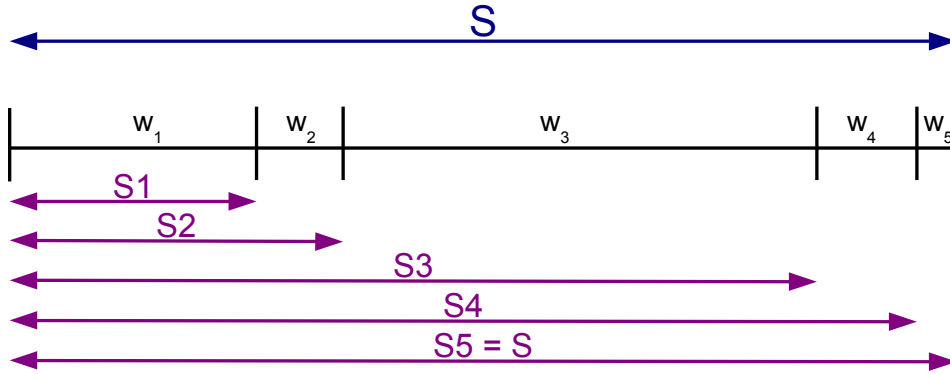 S
w₁ w₂ w₃ w₄ w₅
S1
S2
S3
S4
S5 = S